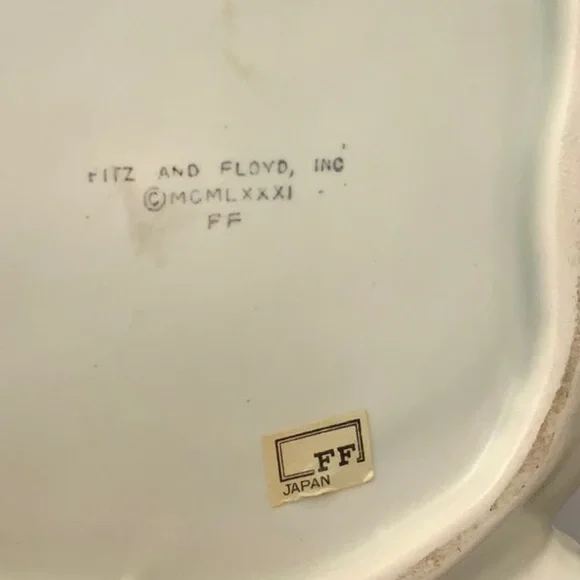 FITZ AND FLOYD, INC
©MCMLXXXI
FF
FF
JAPAN